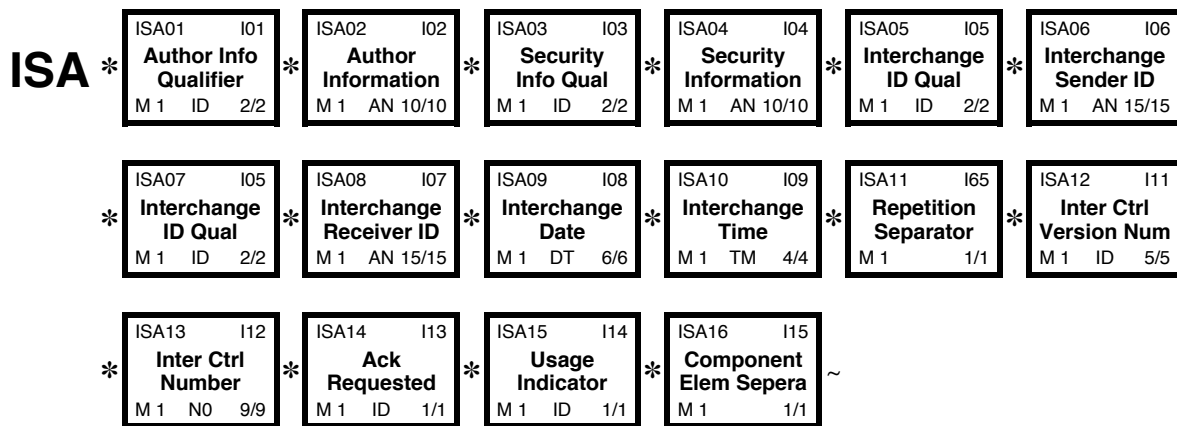 ISA01 I01 ISA02 I02 ISA03 I03 ISA04 I04 ISA05 I05 ISA06 I06
ISA * Author Info * Author * Security * Security * Interchange * Interchange
Qualifier Information Info Qual Information ID Qual Sender ID
M 1 ID 2/2 M 1 AN 10/10 M 1 ID 2/2 M 1 AN 10/10 M 1 ID 2/2 M 1 AN 15/15
ISA07 I05 ISA08 I07 ISA09 I08 ISA10 I09 ISA11 I65 ISA12 I11
* Interchange * Interchange * Interchange * Interchange * Repetition * Inter Ctrl
ID Qual Receiver ID Date Time Separator Version Num
M 1 ID 2/2 M 1 AN 15/15 M 1 DT 6/6 M 1 TM 4/4 M 1 1/1 M 1 ID 5/5
ISA13 I12 ISA14 I13 ISA15 I14 ISA16 I15
* Inter Ctrl * Ack * Usage * Component ~
Number Requested Indicator Elem Sepera
M 1 N0 9/9 M 1 ID 1/1 M 1 ID 1/1 M 1 1/1